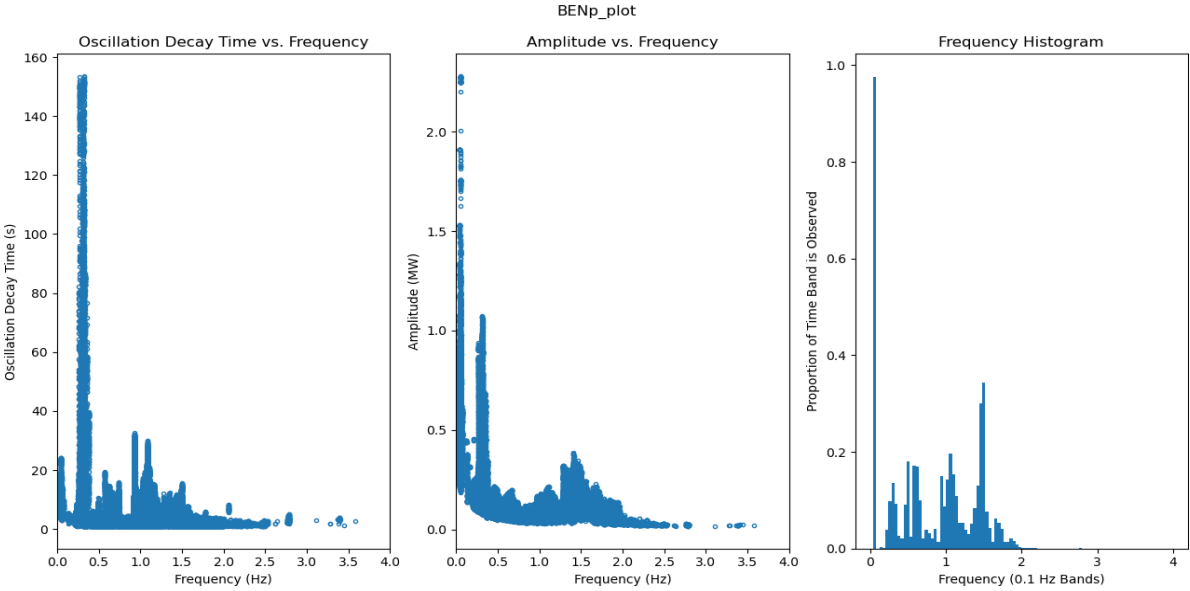 BENp_plot
Oscillation Decay Time vs. Frequency
Oscillation Decay Time (s)
160
140
120
100
80
60
40
20
0
0.0 0.5 1.0 1.5 2.0 2.5 3.0 3.5 4.0
Frequency (Hz)
Amplitude vs. Frequency
Amplitude (MW)
2.0
1.5
1.0
0.5
0.0
0.0 0.5 1.0 1.5 2.0 2.5 3.0 3.5 4.0
Frequency (Hz)
Frequency Histogram
Proportion of Time Band is Observed
1.0
0.8
0.6
0.4
0.2
0.0
0 1 2 3 4
Frequency (0.1 Hz Bands)